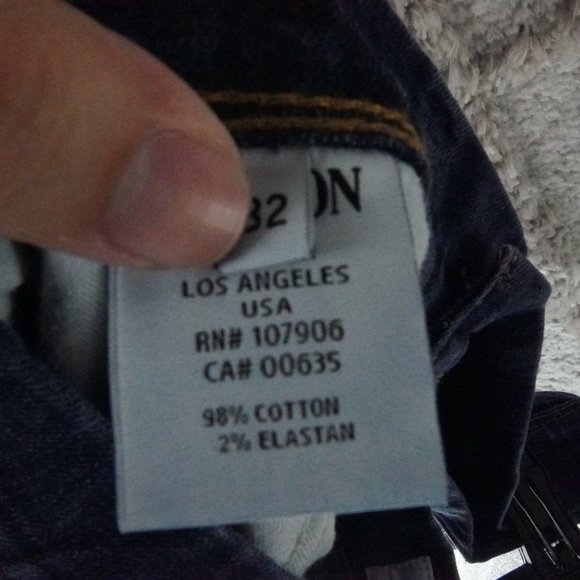 32
ON
LOS ANGELES
USA
RN# 107906
CA# 00635
98% COTTON
2% ELASTAN